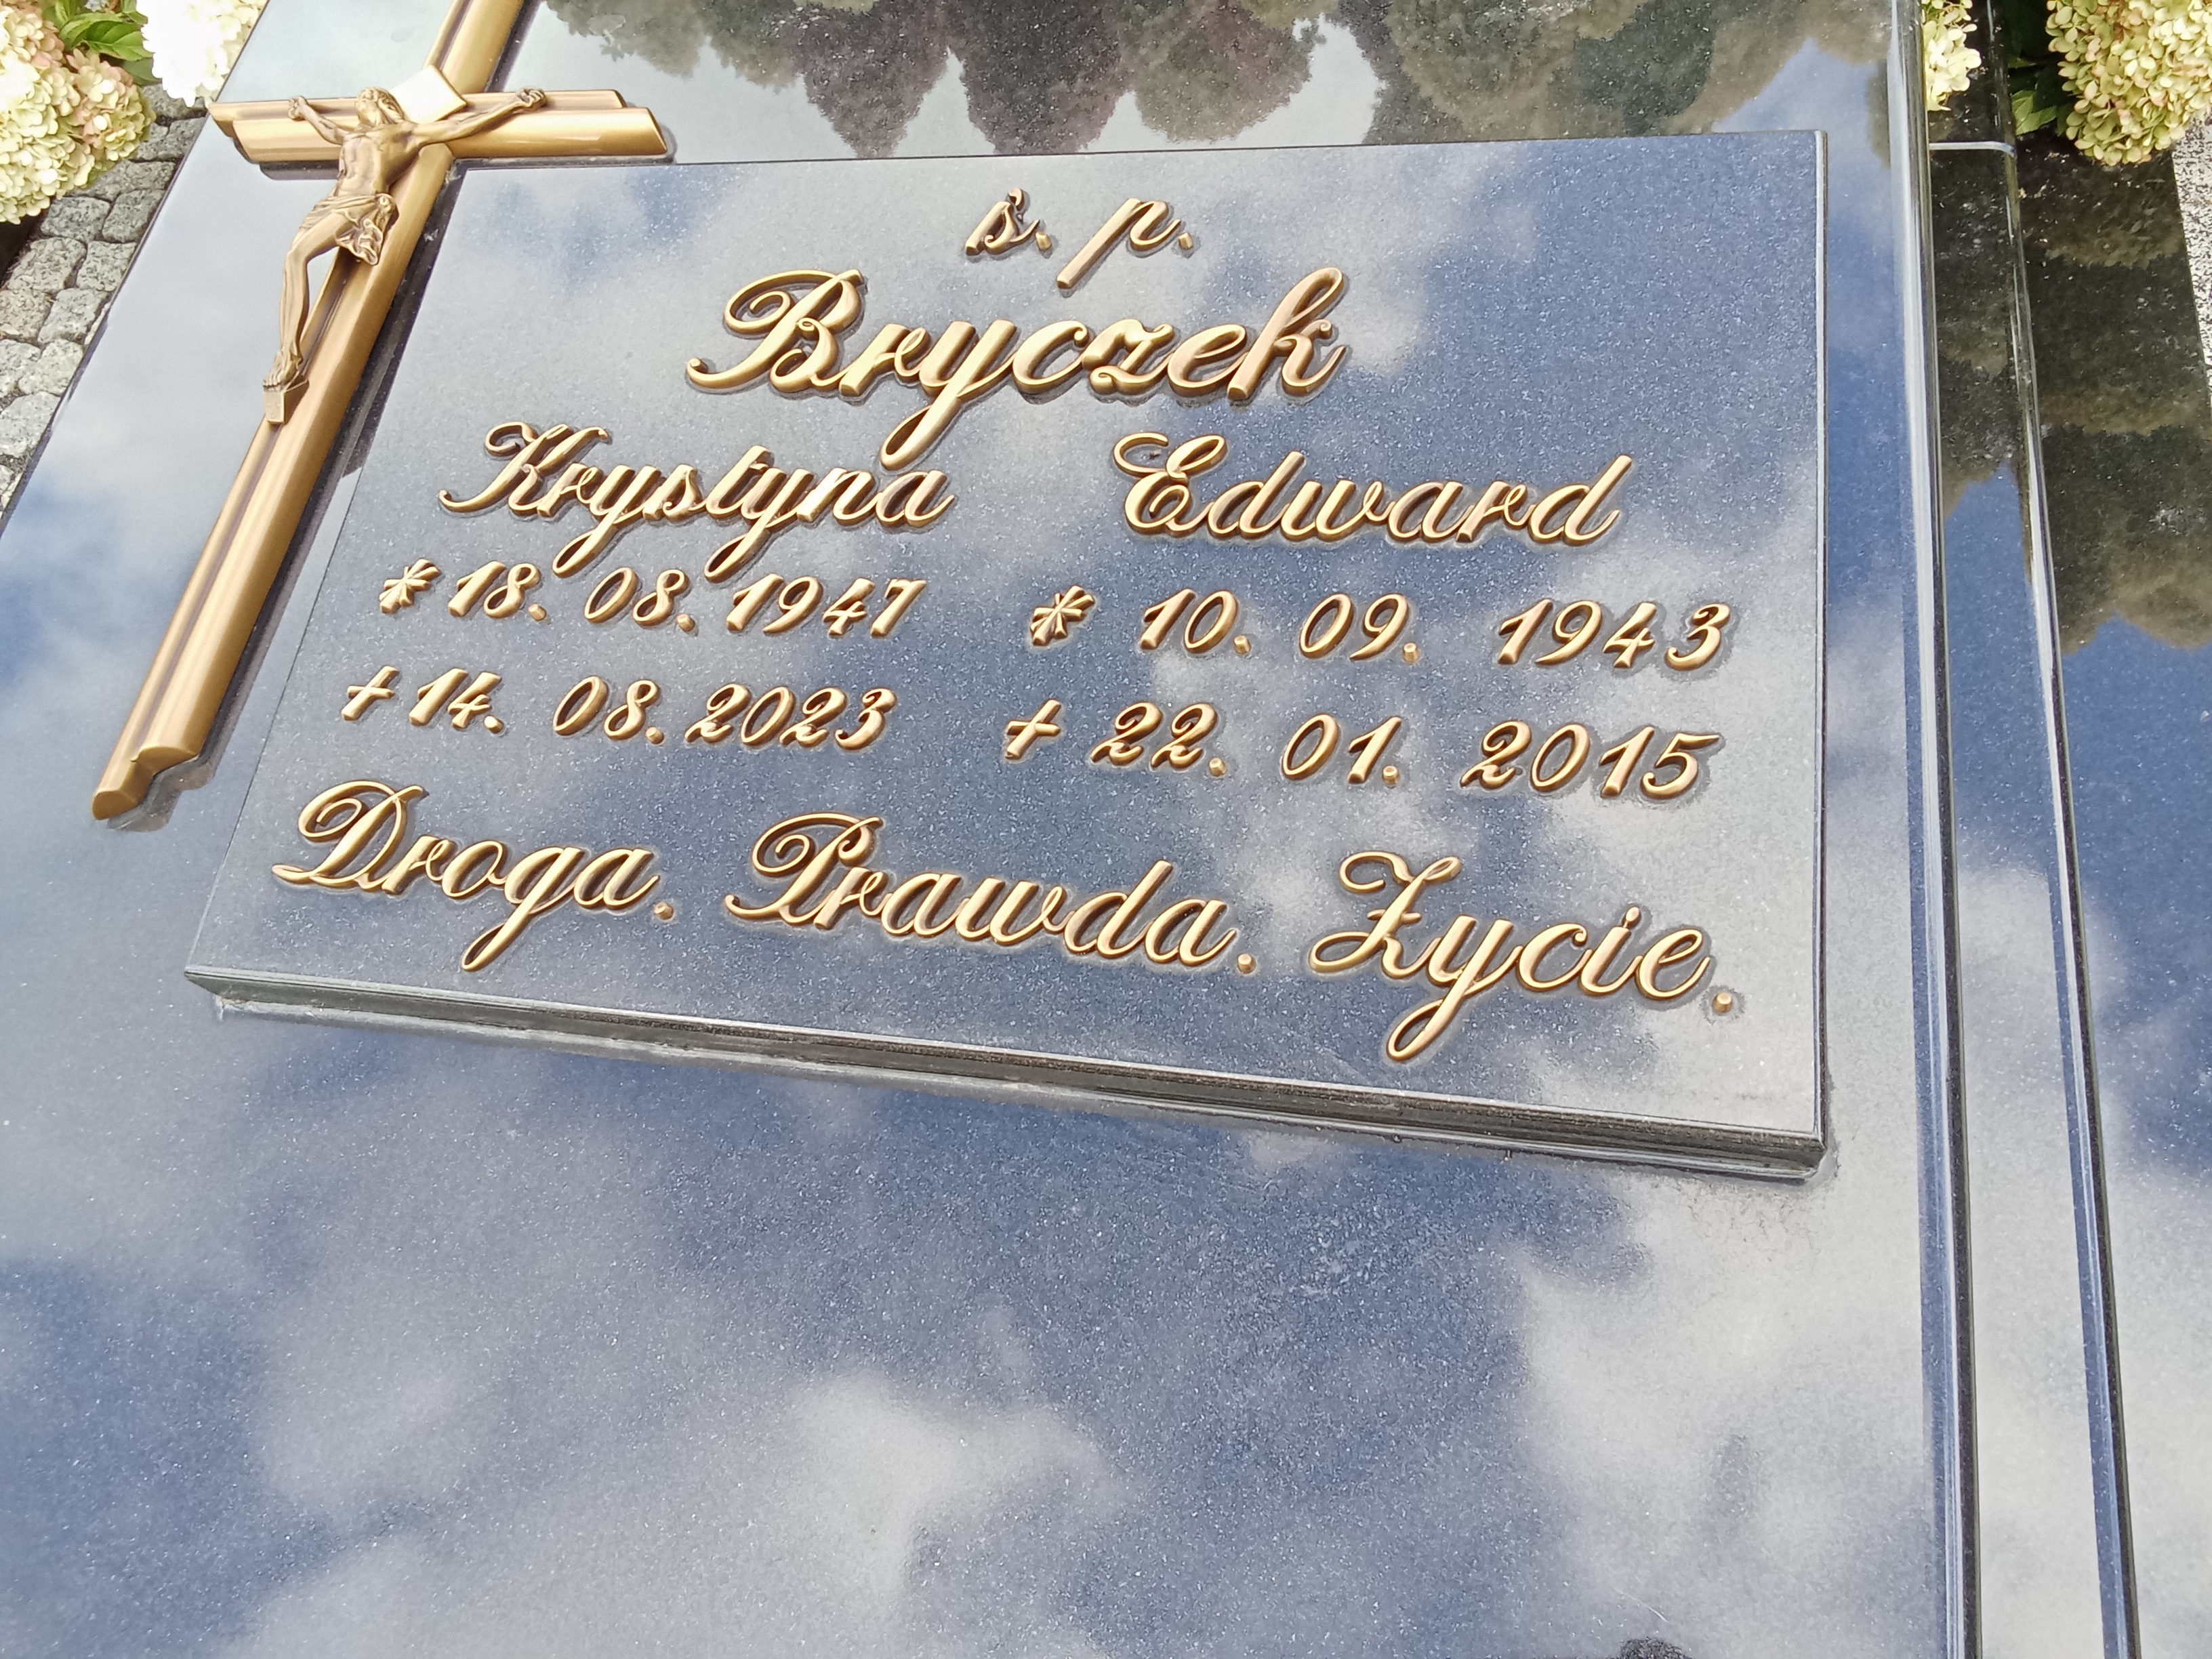 ś. p.
Bryczek
Krystyna Edward
* 18. 08. 1947 * 10. 09. 1943
+ 14. 08. 2023 + 22. 01. 2015
Droga. Prawda. Życie.